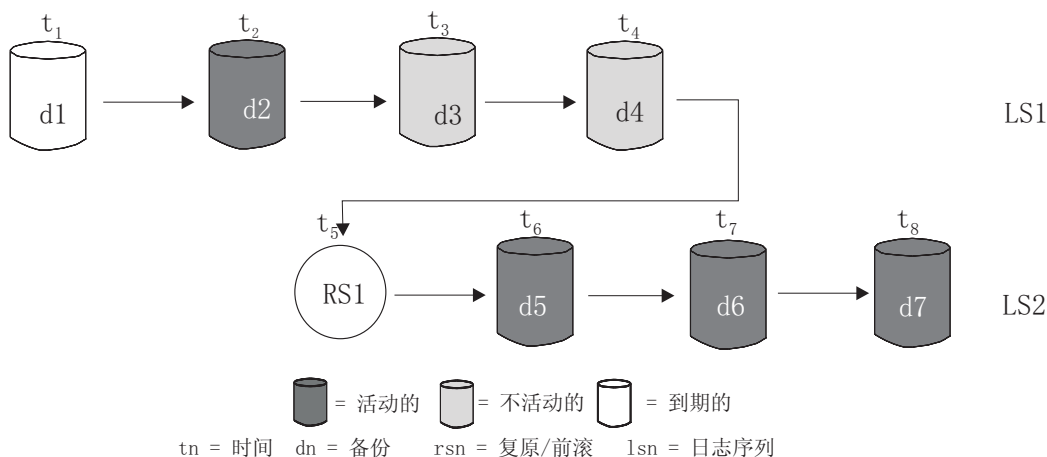 t1 t2 t3 t4
d1 d2 d3 d4 LS1
t5 t6 t7 t8
RS1 d5 d6 d7 LS2
= 活动的 = 不活动的 = 到期的
tn = 时间 dn = 备份 rsn = 复原/前滚 lsn = 日志序列